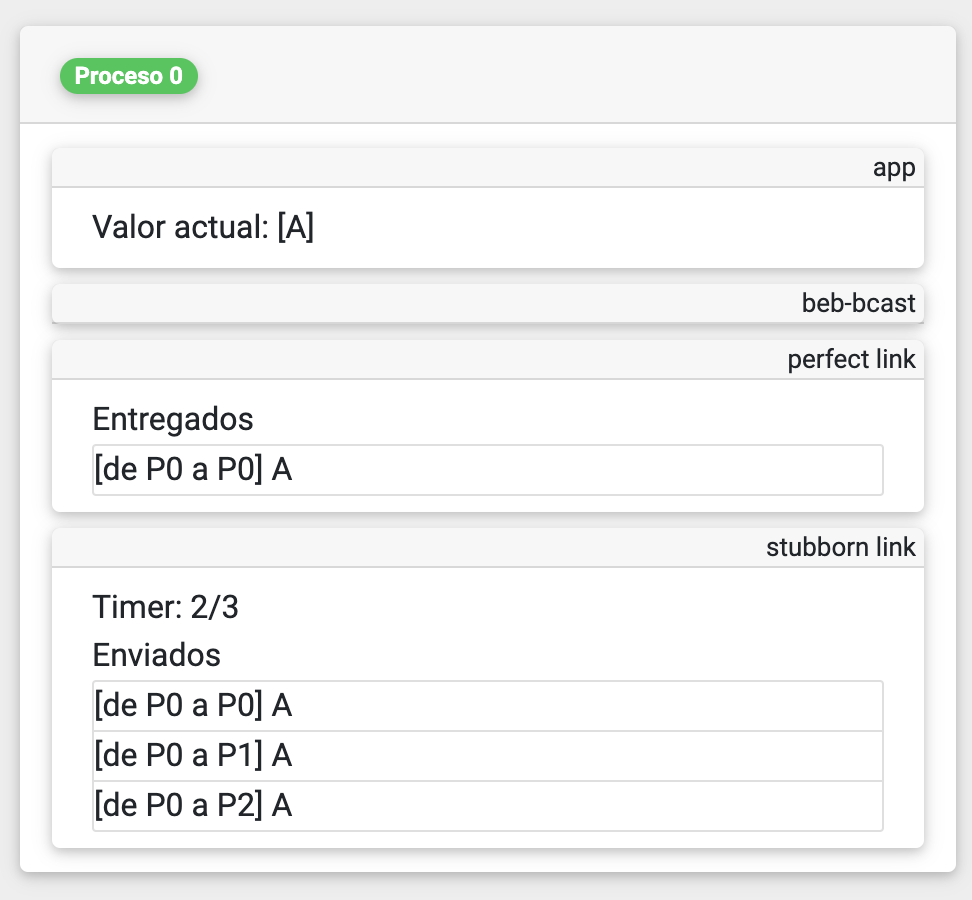 Proceso 0
app
Valor actual: [A]
beb-bcast
perfect link
Entregados
[de P0 a P0] A
stubborn link
Timer: 2/3
Enviados
[de P0 a P0] A
[de P0 a P1] A
[de P0 a P2] A